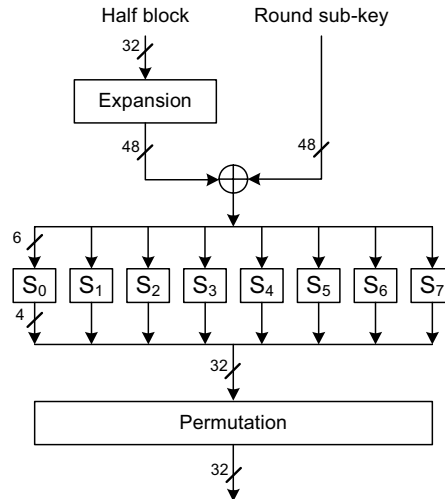 Half block Round sub-key
32
Expansion
48 48
6
S₀ S₁ S₂ S₃ S₄ S₅ S₆ S₇
4
32
Permutation
32